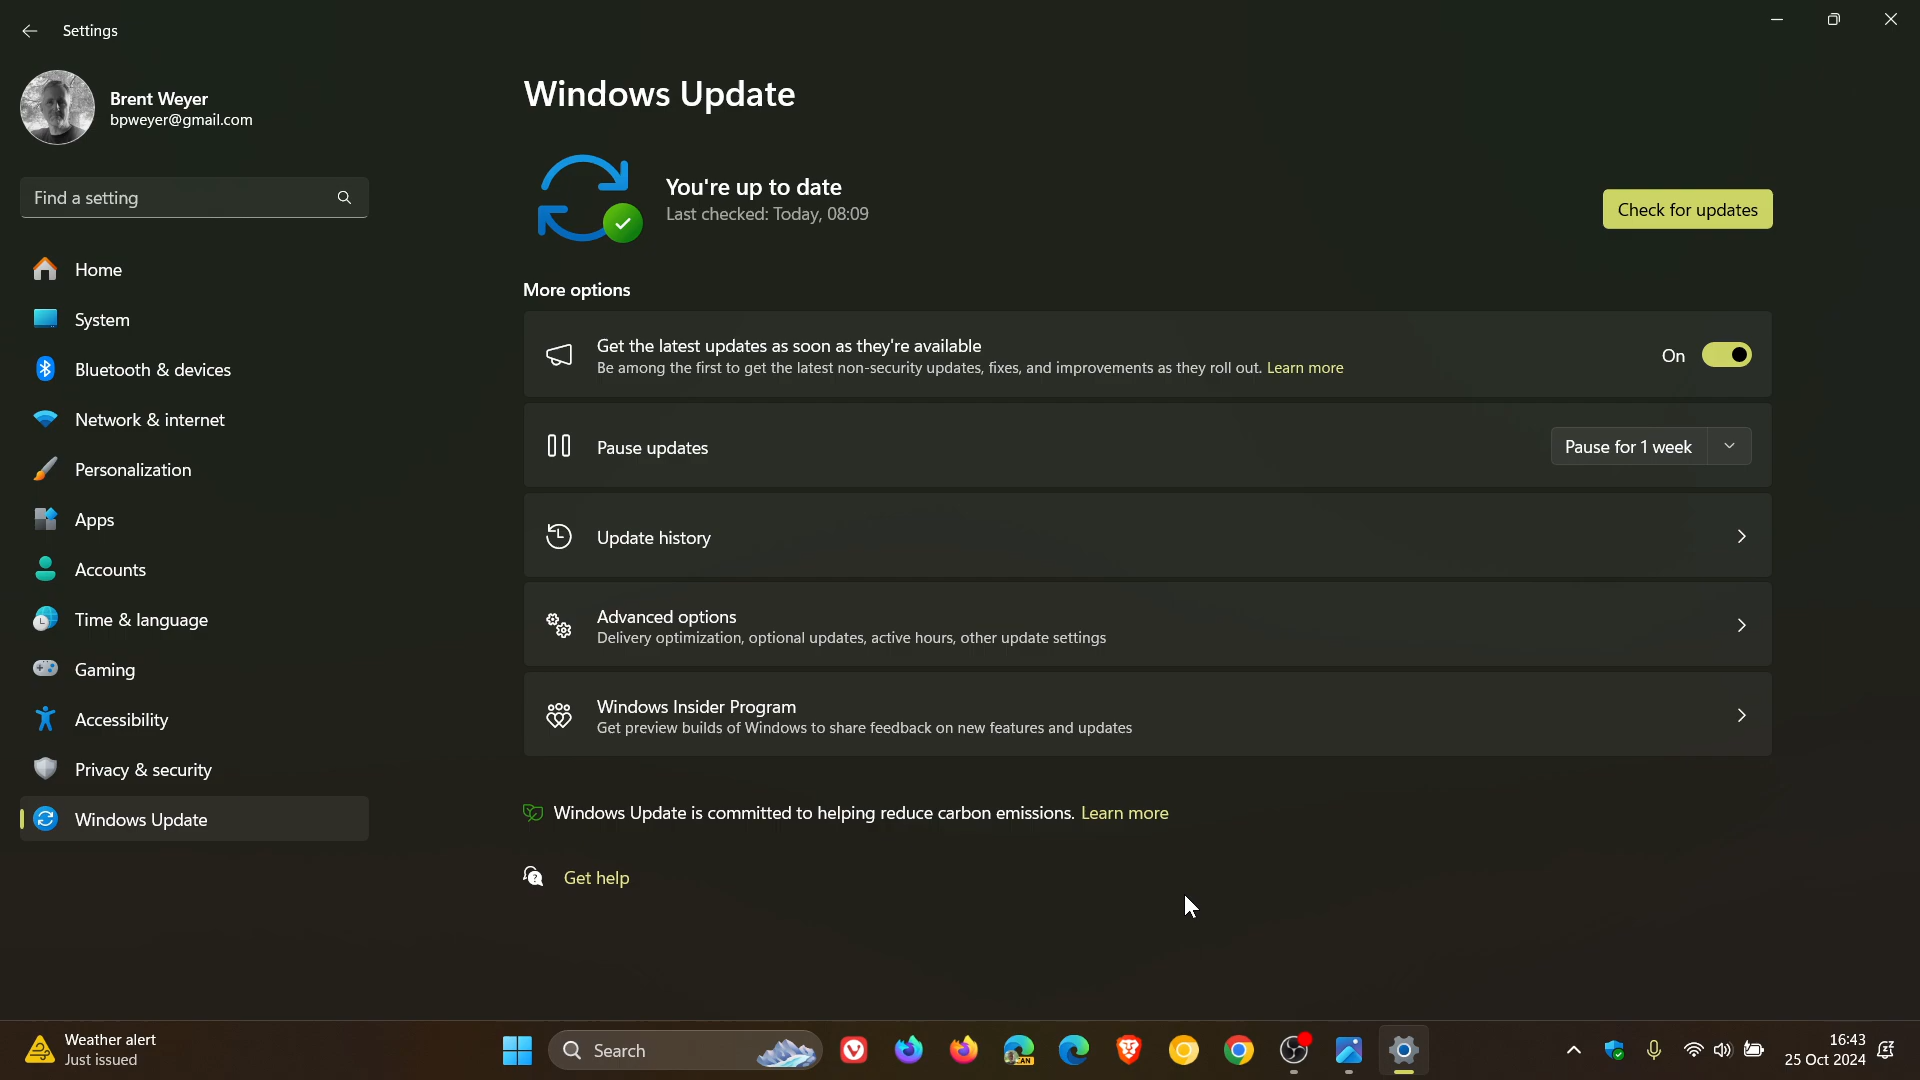 Settings
Brent Weyer
bpweyer@gmail.com
Find a setting
Home
System
Bluetooth & devices
Network & internet
Personalization
Apps
Accounts
Time & language
Gaming
Accessibility
Privacy & security
Windows Update
Windows Update
You're up to date
Last checked: Today, 08:09
Check for updates
More options
Get the latest updates as soon as they're available
Be among the first to get the latest non-security updates, fixes, and improvements as they roll out. Learn more
On
Pause updates
Pause for 1 week
Update history
Advanced options
Delivery optimization, optional updates, active hours, other update settings
Windows Insider Program
Get preview builds of Windows to share feedback on new features and updates
Windows Update is committed to helping reduce carbon emissions. Learn more
Get help
Weather alert
Just issued
Search
CAN
16:43
25 Oct 2024